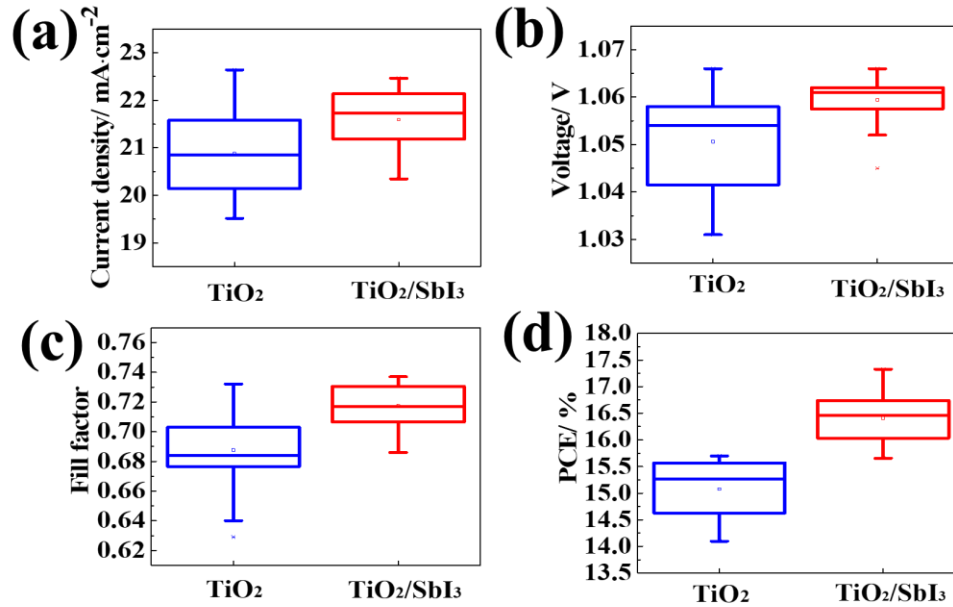 (a)
Current density/ mA·cm⁻²
23
22
21
20
19
TiO₂
TiO₂/SbI₃
(b)
Voltage/ V
1.07
1.06
1.05
1.04
1.03
TiO₂
TiO₂/SbI₃
(c)
Fill factor
0.76
0.74
0.72
0.70
0.68
0.66
0.64
0.62
TiO₂
TiO₂/SbI₃
(d)
PCE/ %
18.0
17.5
17.0
16.5
16.0
15.5
15.0
14.5
14.0
13.5
TiO₂
TiO₂/SbI₃